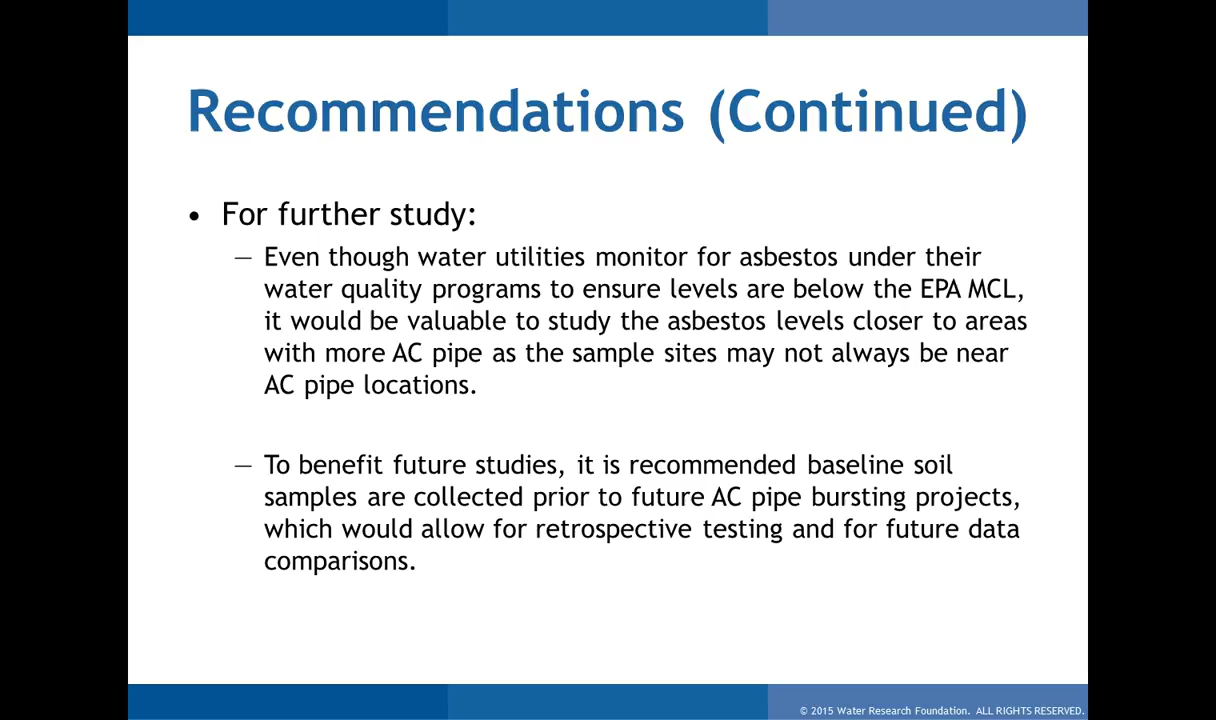 Recommendations (Continued)
• For further study:
— Even though water utilities monitor for asbestos under their
water quality programs to ensure levels are below the EPA MCL,
it would be valuable to study the asbestos levels closer to areas
with more AC pipe as the sample sites may not always be near
AC pipe locations.
— To benefit future studies, it is recommended baseline soil
samples are collected prior to future AC pipe bursting projects,
which would allow for retrospective testing and for future data
comparisons.
© 2015 Water Research Foundation. ALL RIGHTS RESERVED.